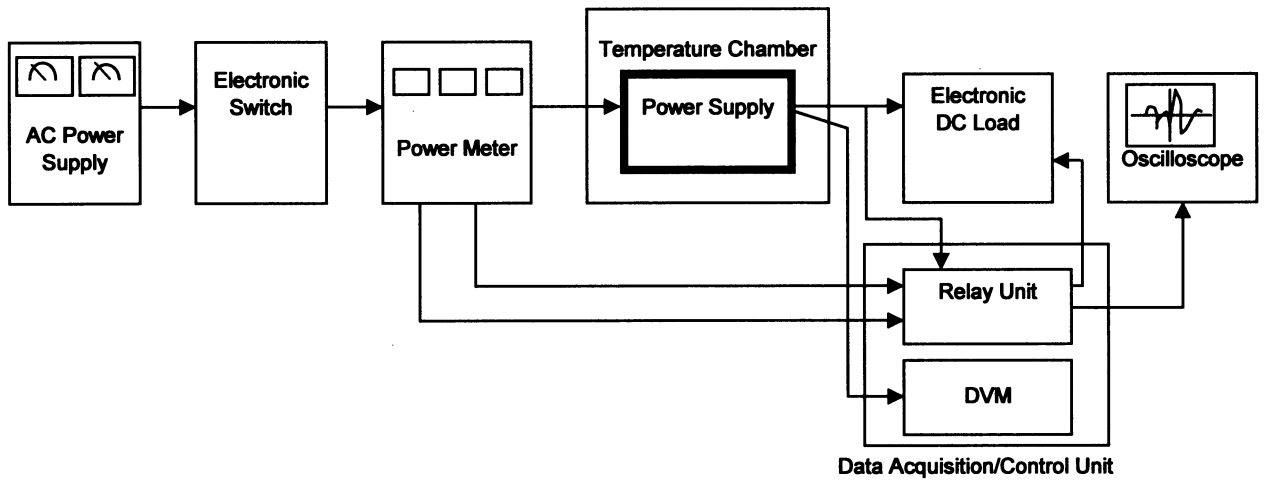 AC Power
Supply
Electronic
Switch
Power Meter
Temperature Chamber
Power Supply
Electronic
DC Load
Oscilloscope
Relay Unit
DVM
Data Acquisition/Control Unit